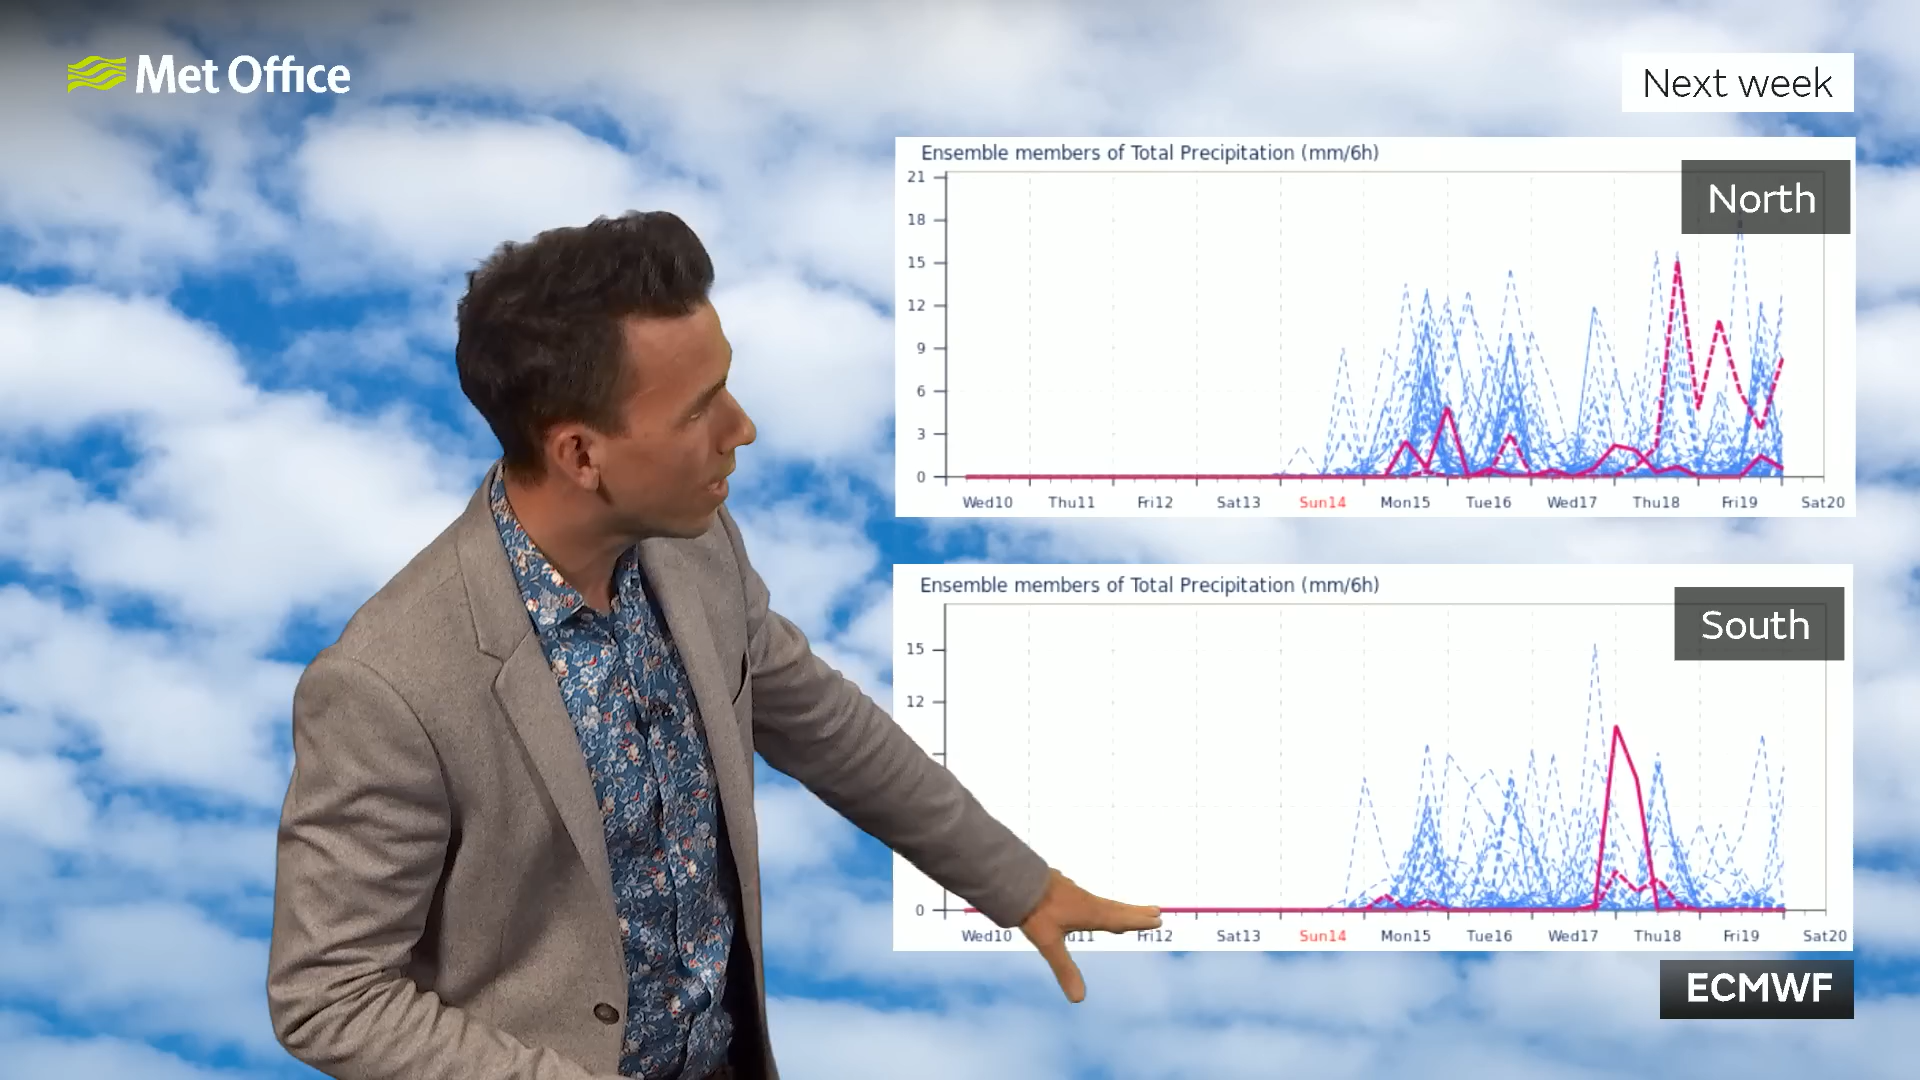 Met Office
Next week
Ensemble members of Total Precipitation (mm/6h)
North
21
18
15
12
9
6
3
0
Wed10 Thu11 Fri12 Sat13 Sun14 Mon15 Tue16 Wed17 Thu18 Fri19 Sat20
Ensemble members of Total Precipitation (mm/6h)
South
15
12
0
Wed10 u11 Fri12 Sat13 Sun14 Mon15 Tue16 Wed17 Thu18 Fri19 Sat20
ECMWF